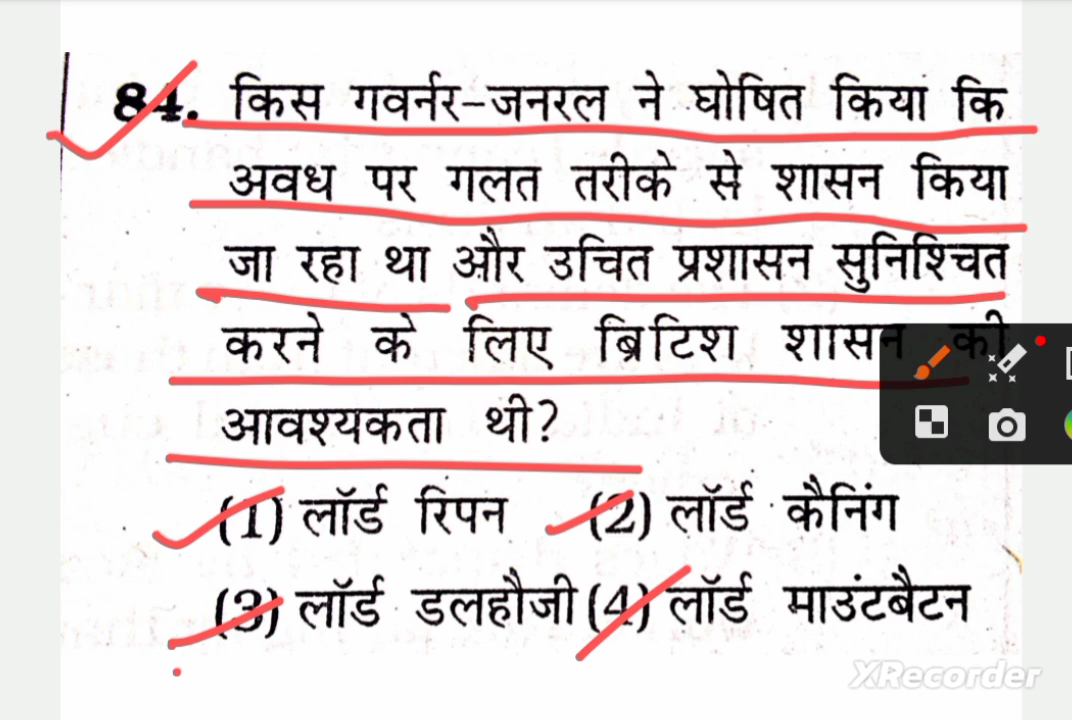 84. किस गवर्नर-जनरल ने घोषित किया कि
अवध पर गलत तरीके से शासन किया
जा रहा था और उचित प्रशासन सुनिश्चित
करने के लिए ब्रिटिश शासन की
आवश्यकता थी?
(1) लॉर्ड रिपन (2) लॉर्ड कैनिंग
(3) लॉर्ड डलहौजी (4) लॉर्ड माउंटबैटन
XRecorder